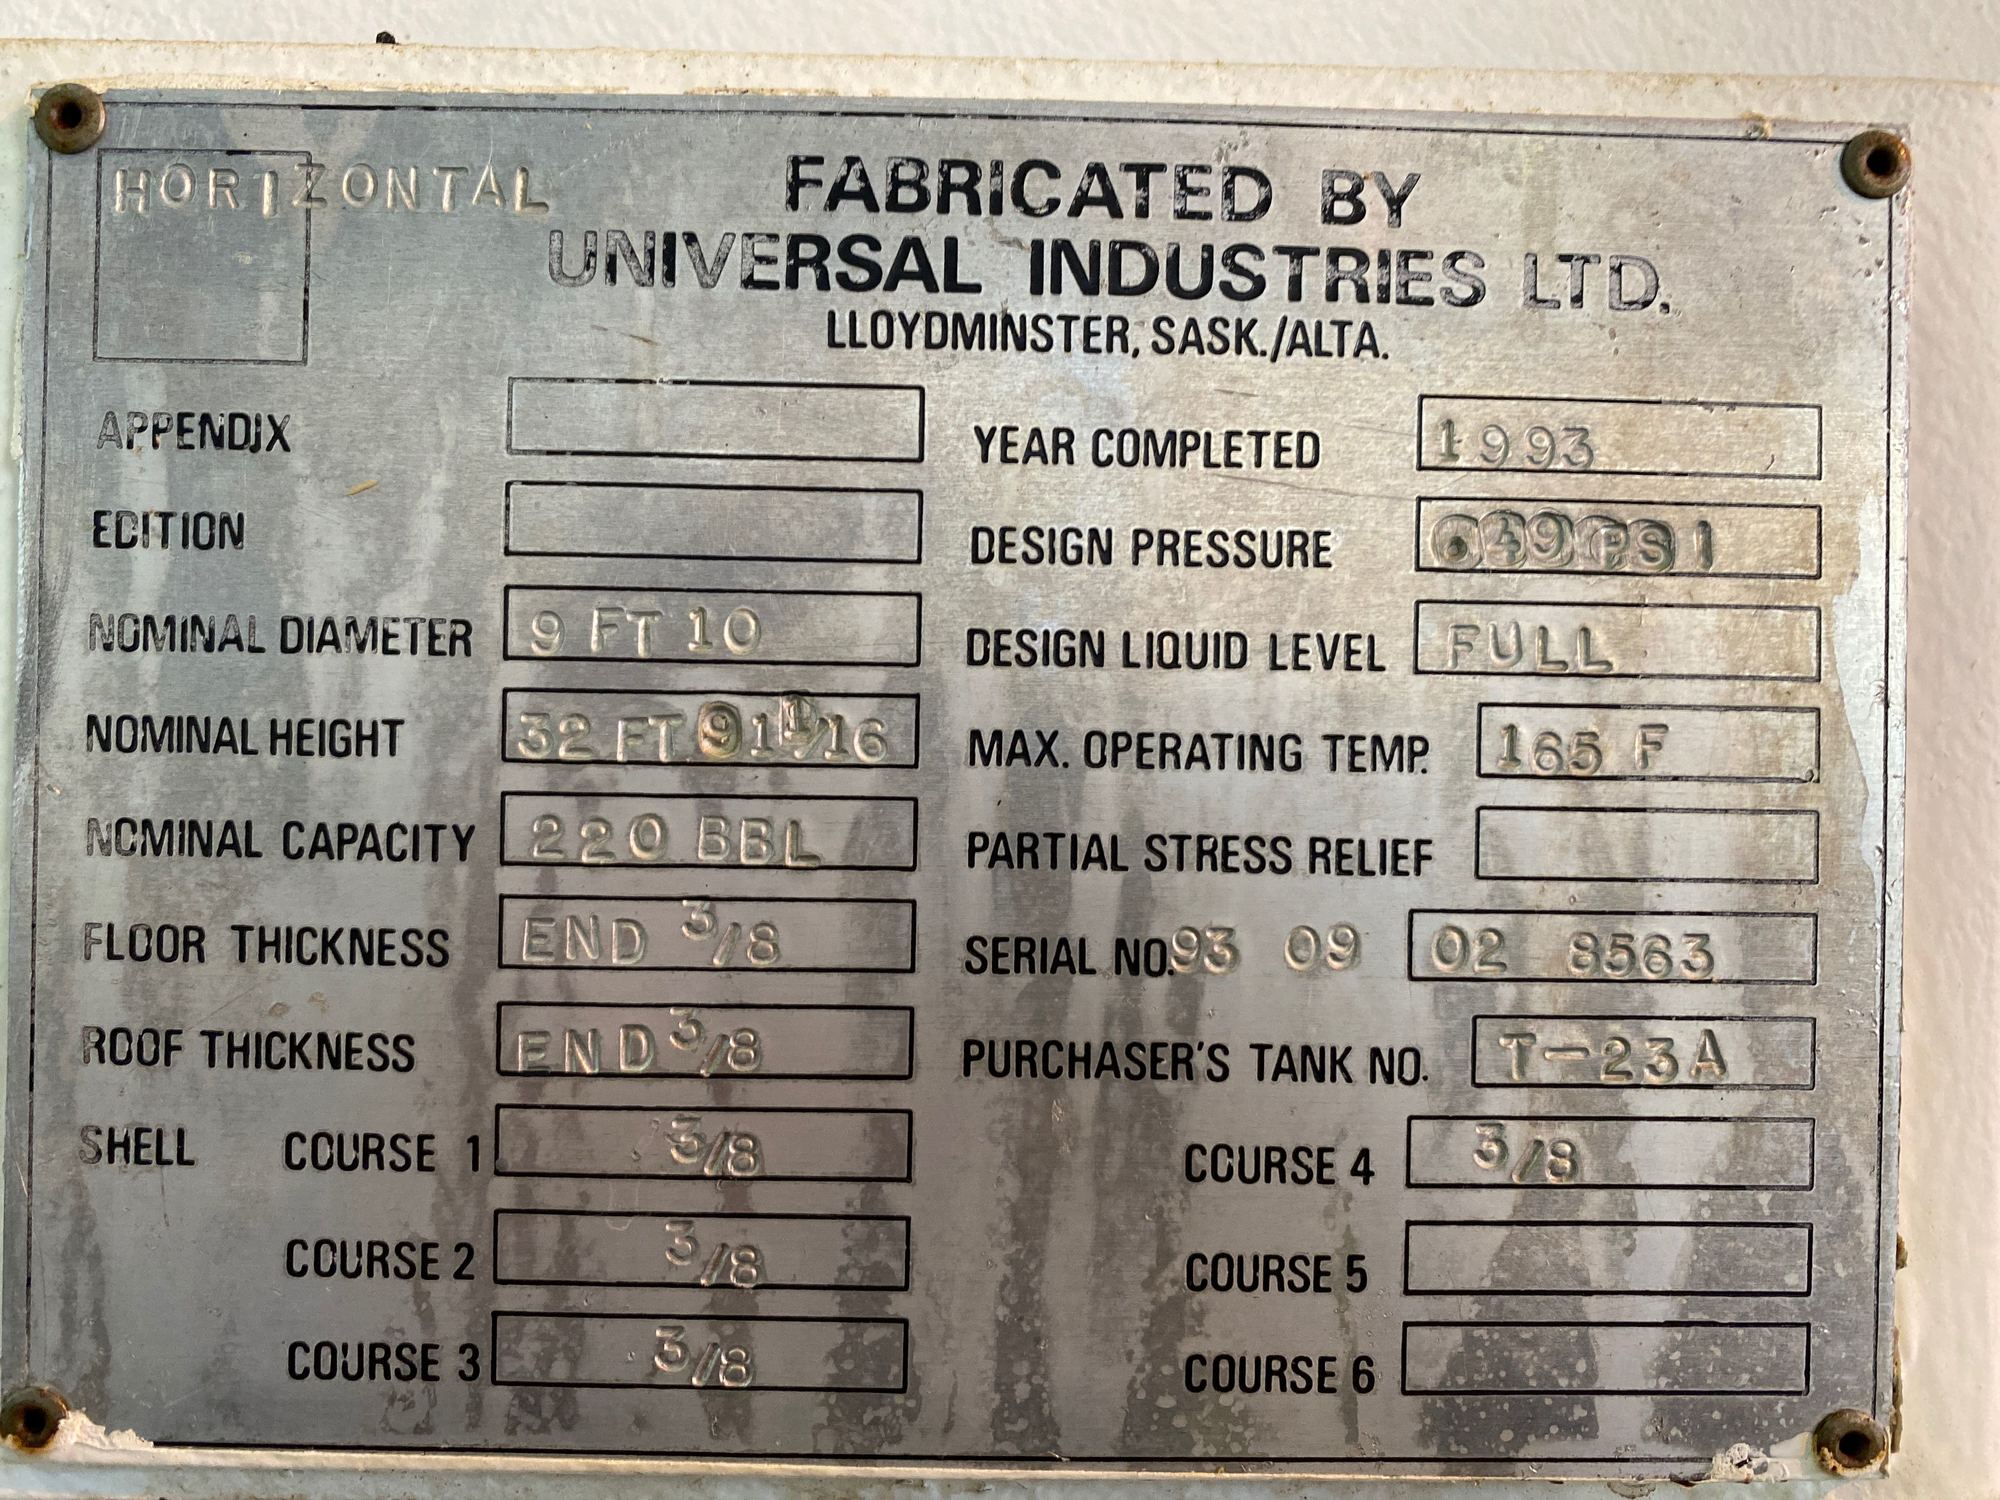 HORIZONTAL
FABRICATED BY
UNIVERSAL INDUSTRIES LTD.
LLOYDMINSTER, SASK./ALTA.
APPENDIX
YEAR COMPLETED 1993
EDITION
DESIGN PRESSURE PSI
NOMINAL DIAMETER 9 FT 10
DESIGN LIQUID LEVEL FULL
NOMINAL HEIGHT 32 FT
MAX. OPERATING TEMP. 165 F
NOMINAL CAPACITY 220 BBL
PARTIAL STRESS RELIEF
FLOOR THICKNESS END 3/8
SERIAL NO. 93 09 02 8563
ROOF THICKNESS END 3/8
PURCHASER'S TANK NO. T-23A
SHELL COURSE 1 3/8
COURSE 4 3/8
COURSE 2 3/8
COURSE 5
COURSE 3 3/8
COURSE 6